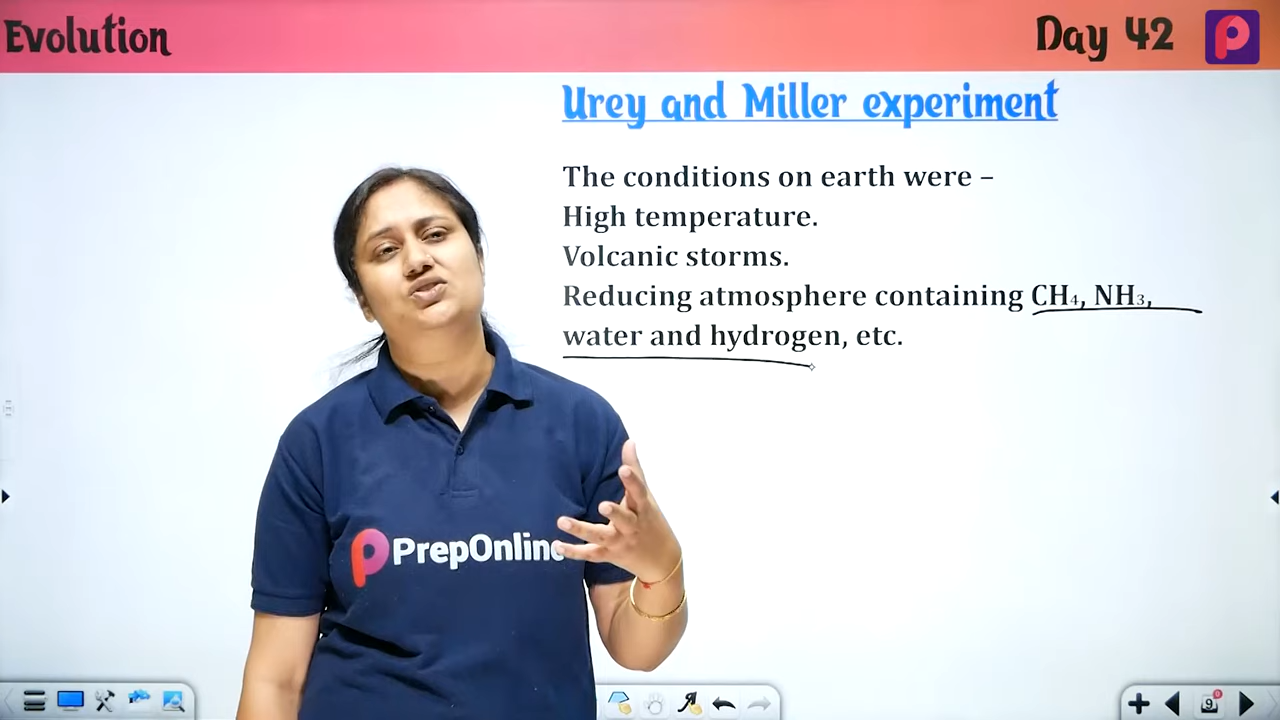 Evolution
Day 42
Urey and Miller experiment
The conditions on earth were –
High temperature.
Volcanic storms.
Reducing atmosphere containing CH₄, NH₃,
water and hydrogen, etc.
PrepOnline
9